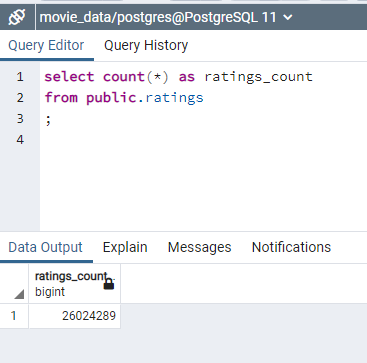 movie_data/postgres@PostgreSQL 11
Query Editor Query History
1 select count(*) as ratings_count
2 from public.ratings
3 ;
4
Data Output Explain Messages Notifications
ratings_count
bigint
1 26024289